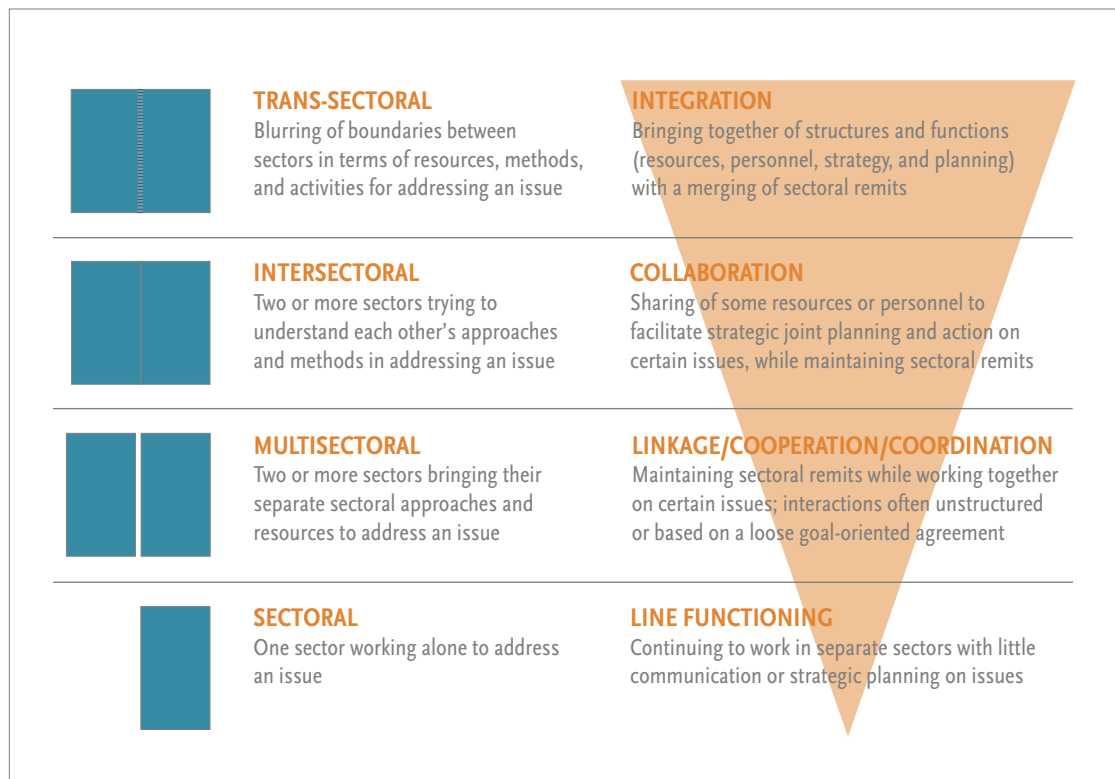 TRANS-SECTORAL
Blurring of boundaries between
sectors in terms of resources, methods,
and activities for addressing an issue
INTEGRATION
Bringing together of structures and functions
(resources, personnel, strategy, and planning)
with a merging of sectoral remits
INTERSECTORAL
Two or more sectors trying to
understand each other’s approaches
and methods in addressing an issue
COLLABORATION
Sharing of some resources or personnel to
facilitate strategic joint planning and action on
certain issues, while maintaining sectoral remits
MULTISECTORAL
Two or more sectors bringing their
separate sectoral approaches and
resources to address an issue
LINKAGE/COOPERATION/COORDINATION
Maintaining sectoral remits while working together
on certain issues; interactions often unstructured
or based on a loose goal-oriented agreement
SECTORAL
One sector working alone to address
an issue
LINE FUNCTIONING
Continuing to work in separate sectors with little
communication or strategic planning on issues